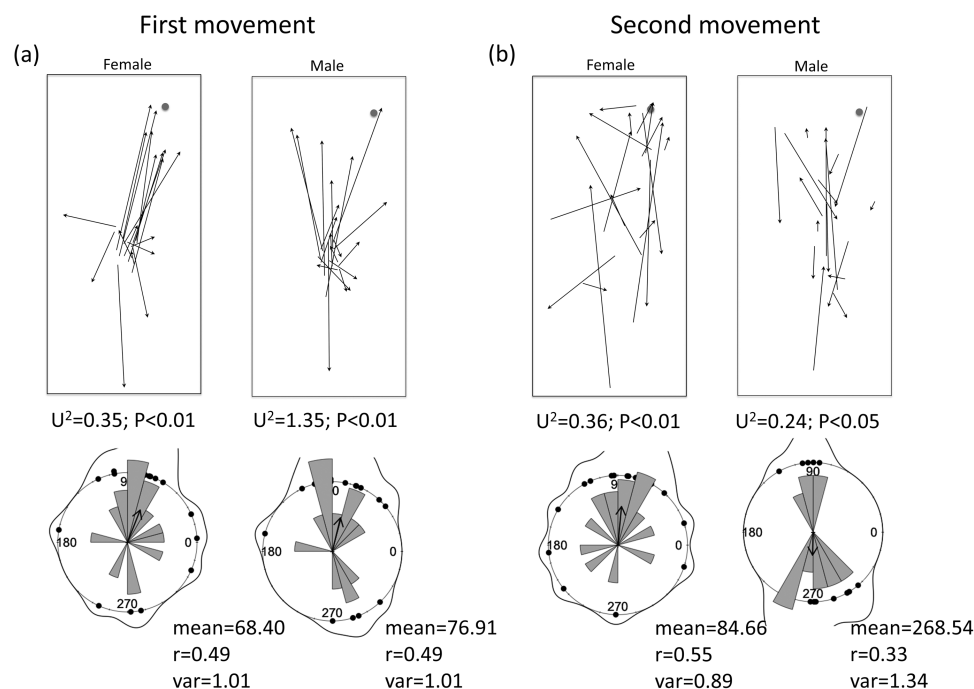 First movement
Second movement
(a)
Female
Male
(b)
Female
Male
U²=0.35; P<0.01
U²=1.35; P<0.01
U²=0.36; P<0.01
U²=0.24; P<0.05
180
0
270
180
0
270
180
0
270
90
180
0
270
mean=68.40
r=0.49
var=1.01
mean=76.91
r=0.49
var=1.01
mean=84.66
r=0.55
var=0.89
mean=268.54
r=0.33
var=1.34